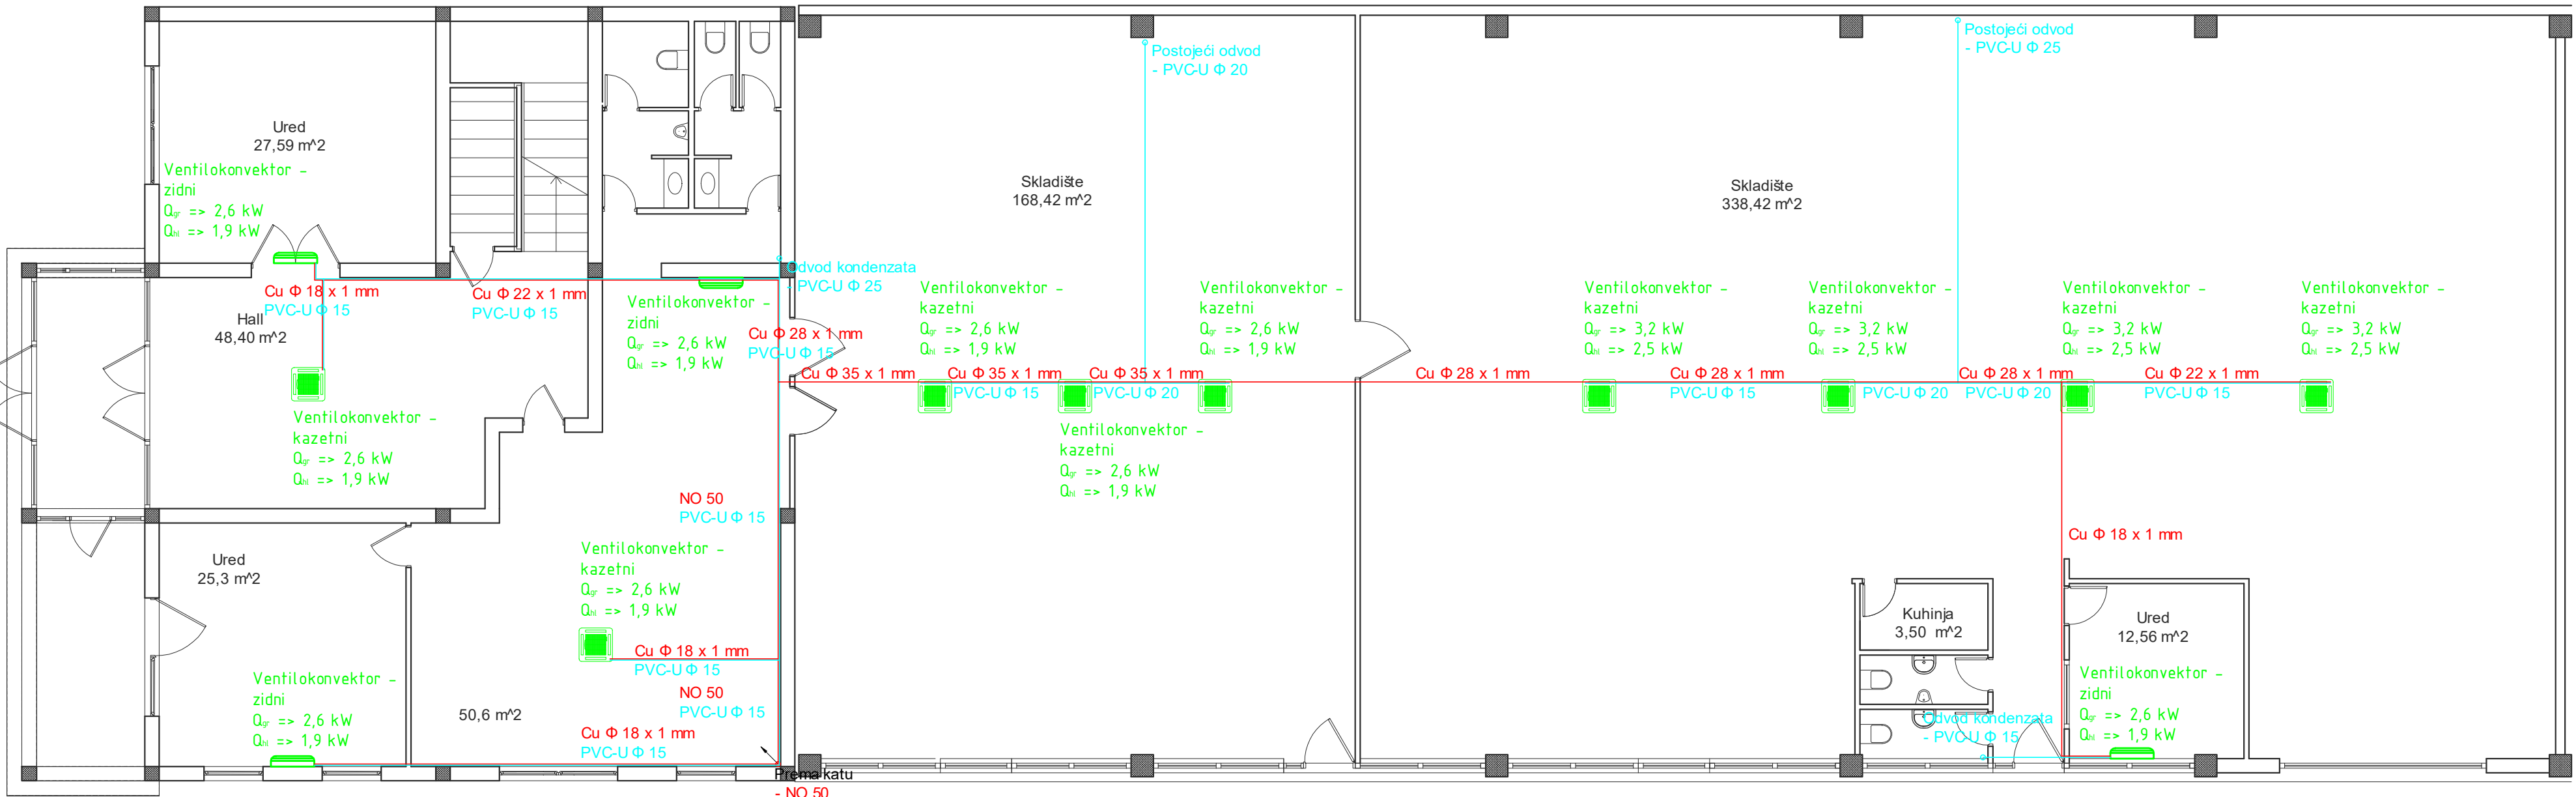 Postojeći odvod
- PVC-U Φ 20
Postojeći odvod
- PVC-U Φ 25
Ured
27,59 m^2
Ventilokonvektor -
zidni
Qgr => 2,6 kW
Qhl => 1,9 kW
Skladište
168,42 m^2
Skladište
338,42 m^2
Odvod kondenzata
- PVC-U Φ 25
Cu Φ 18 x 1 mm
PVC-U Φ 15
Cu Φ 22 x 1 mm
PVC-U Φ 15
Hall
48,40 m^2
Ventilokonvektor -
zidni
Qgr => 2,6 kW
Qhl => 1,9 kW
Cu Φ 28 x 1 mm
PVC-U Φ 15
Ventilokonvektor -
kazetni
Qgr => 2,6 kW
Qhl => 1,9 kW
Ventilokonvektor -
kazetni
Qgr => 2,6 kW
Qhl => 1,9 kW
Ventilokonvektor -
kazetni
Qgr => 3,2 kW
Qhl => 2,5 kW
Ventilokonvektor -
kazetni
Qgr => 3,2 kW
Qhl => 2,5 kW
Ventilokonvektor -
kazetni
Qgr => 3,2 kW
Qhl => 2,5 kW
Ventilokonvektor -
kazetni
Qgr => 3,2 kW
Qhl => 2,5 kW
Cu Φ 35 x 1 mm
Cu Φ 35 x 1 mm
PVC-U Φ 15
Cu Φ 35 x 1 mm
PVC-U Φ 20
Cu Φ 28 x 1 mm
Cu Φ 28 x 1 mm
PVC-U Φ 15
PVC-U Φ 20
Cu Φ 28 x 1 mm
PVC-U Φ 20
Cu Φ 22 x 1 mm
PVC-U Φ 15
Ventilokonvektor -
kazetni
Qgr => 2,6 kW
Qhl => 1,9 kW
Ventilokonvektor -
kazetni
Qgr => 2,6 kW
Qhl => 1,9 kW
NO 50
PVC-U Φ 15
Cu Φ 18 x 1 mm
Ured
25,3 m^2
Ventilokonvektor -
kazetni
Qgr => 2,6 kW
Qhl => 1,9 kW
Kuhinja
3,50 m^2
Ured
12,56 m^2
Cu Φ 18 x 1 mm
PVC-U Φ 15
Ventilokonvektor -
zidni
Qgr => 2,6 kW
Qhl => 1,9 kW
NO 50
PVC-U Φ 15
50,6 m^2
Ventilokonvektor -
zidni
Qgr => 2,6 kW
Qhl => 1,9 kW
Odvod kondenzata
- PVC-U Φ 15
Cu Φ 18 x 1 mm
PVC-U Φ 15
Prema katu
- NO 50